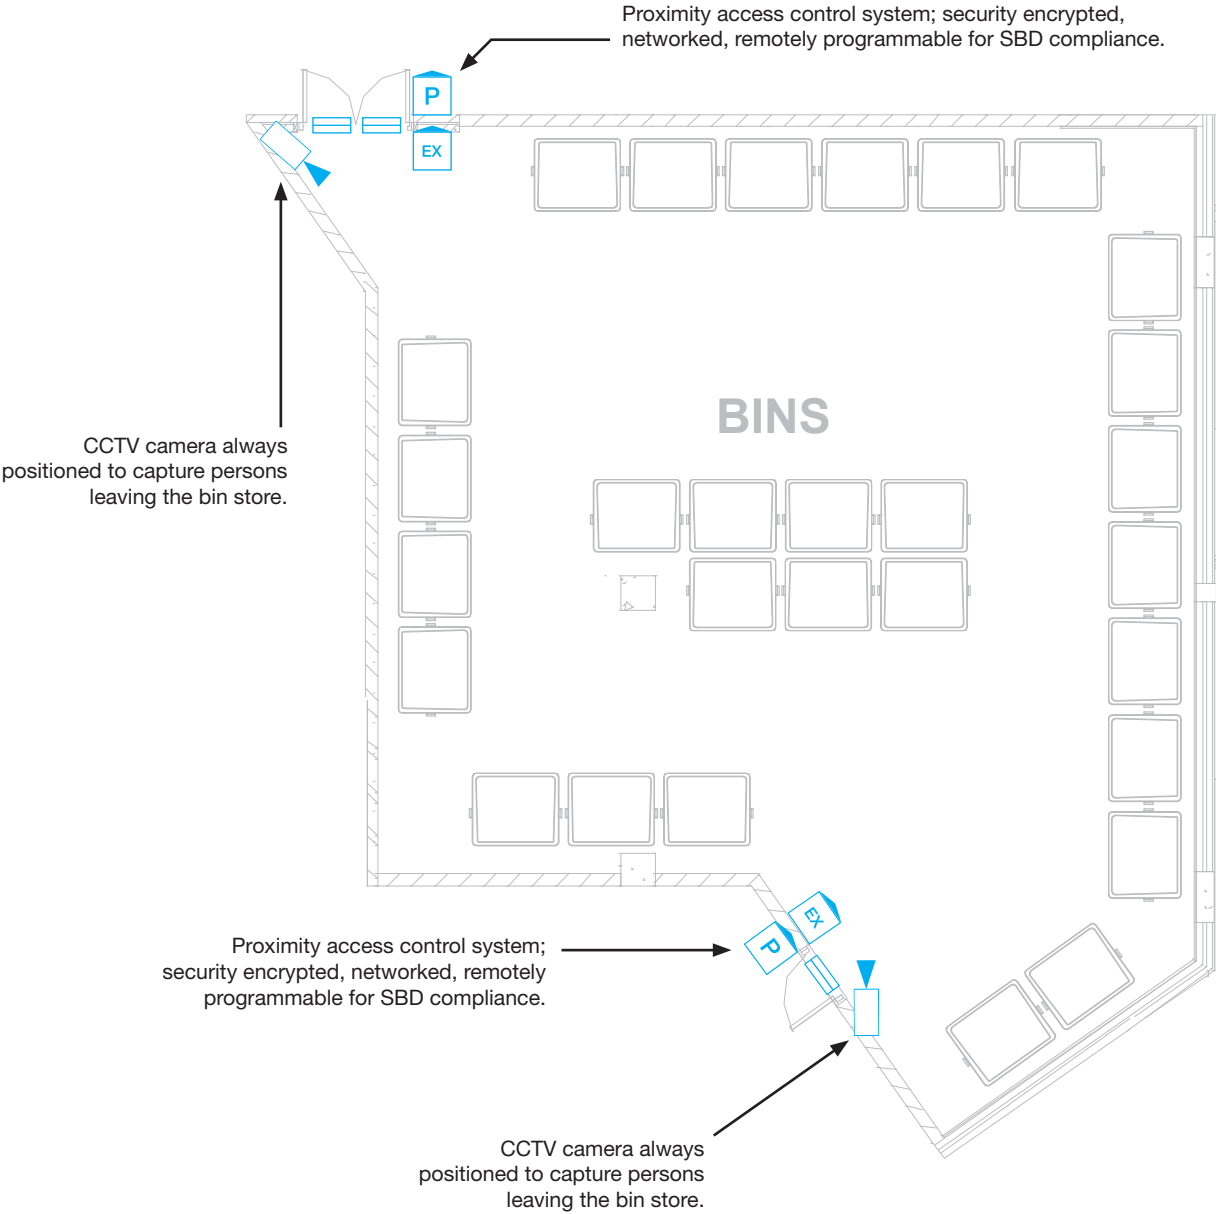 Proximity access control system; security encrypted,
networked, remotely programmable for SBD compliance.
P
EX
BINS
CCTV camera always
positioned to capture persons
leaving the bin store.
EX
P
Proximity access control system;
security encrypted, networked, remotely
programmable for SBD compliance.
CCTV camera always
positioned to capture persons
leaving the bin store.